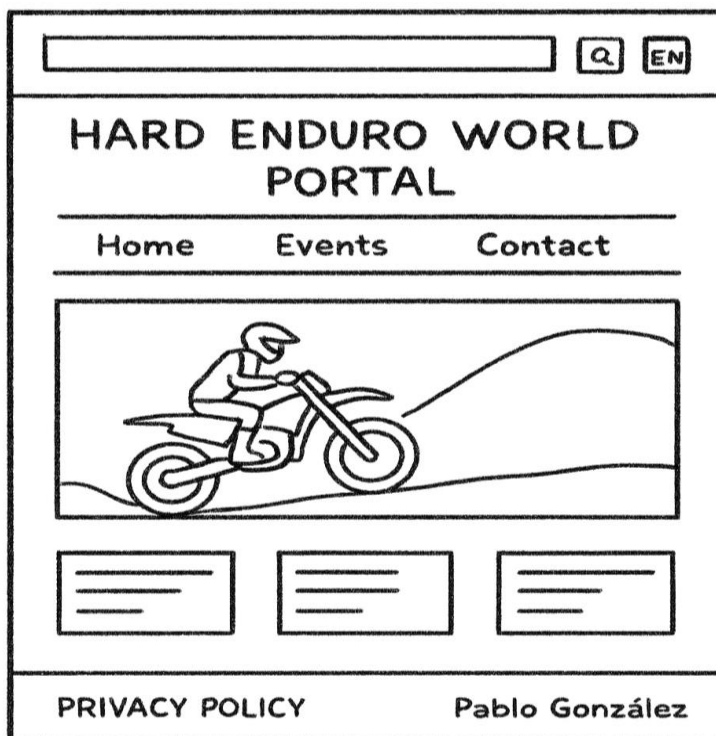 EN
HARD ENDURO WORLD
PORTAL
Home Events Contact
PRIVACY POLICY Pablo González